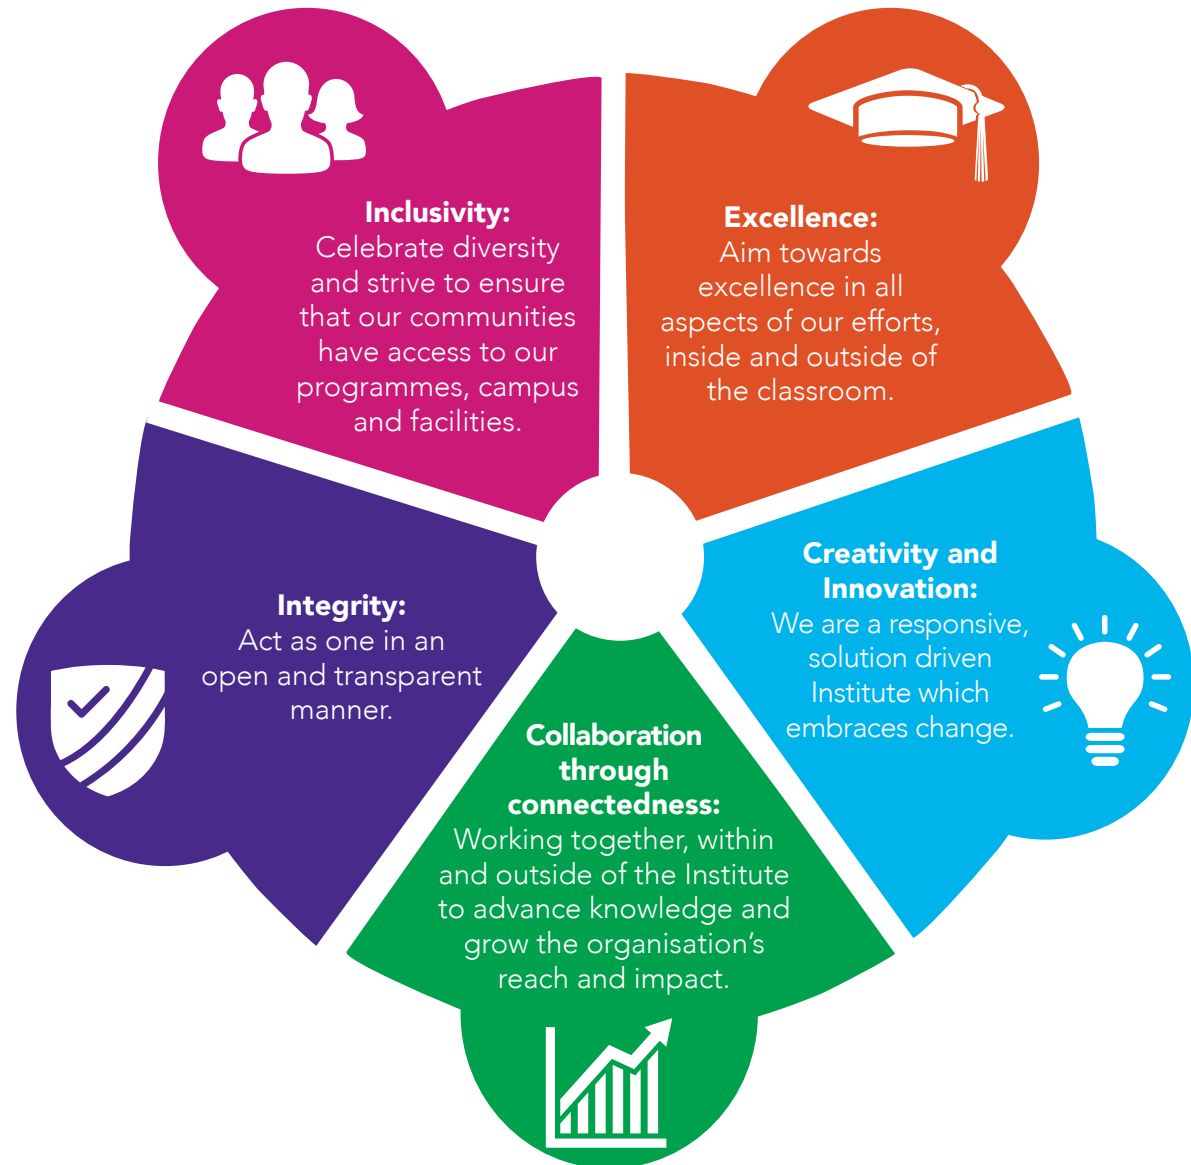 Inclusivity:
Celebrate diversity
and strive to ensure
that our communities
have access to our
programmes, campus
and facilities.
Excellence:
Aim towards
excellence in all
aspects of our efforts,
inside and outside of
the classroom.
Creativity and
Innovation:
We are a responsive,
solution driven
Institute which
embraces change.
Collaboration
through
connectedness:
Working together, within
and outside of the Institute
to advance knowledge and
grow the organisation’s
reach and impact.
Integrity:
Act as one in an
open and transparent
manner.